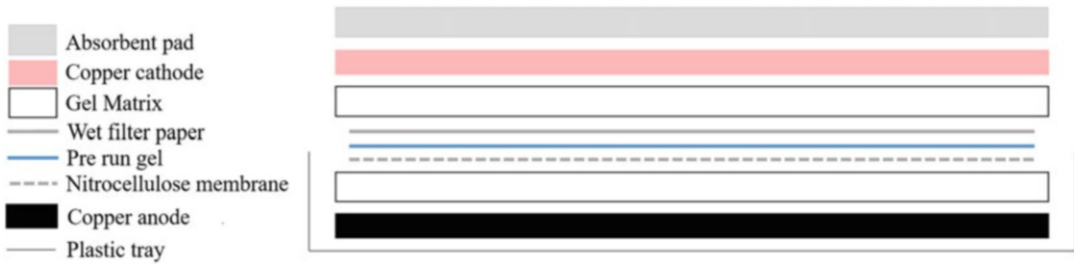 Absorbent pad
Copper cathode
Gel Matrix
Wet filter paper
Pre run gel
Nitrocellulose membrane
Copper anode
Plastic tray